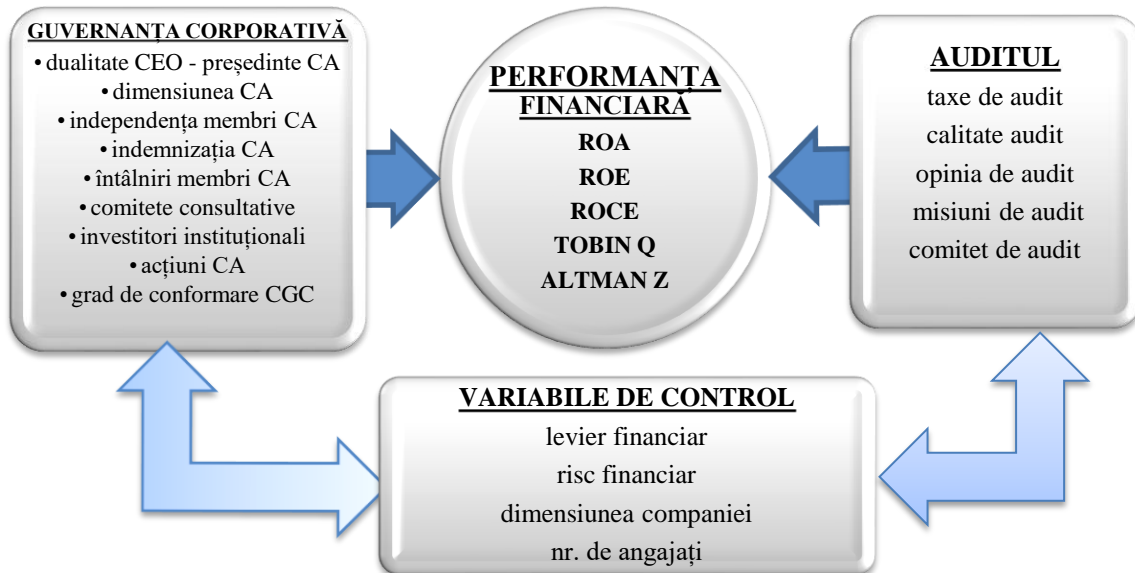 GUVERNANȚA CORPORATIVĂ
• dualitate CEO - președinte CA
• dimensiunea CA
• independența membri CA
• indemnizația CA
• întâlniri membri CA
• comitete consultative
• investitori instituționali
• acțiuni CA
• grad de conformare CGC
PERFORMANȚA
FINANCIARĂ
ROA
ROE
ROCE
TOBIN Q
ALTMAN Z
AUDITUL
taxe de audit
calitate audit
opinia de audit
misiuni de audit
comitet de audit
VARIABILE DE CONTROL
levier financiar
risc financiar
dimensiunea companiei
nr. de angajați